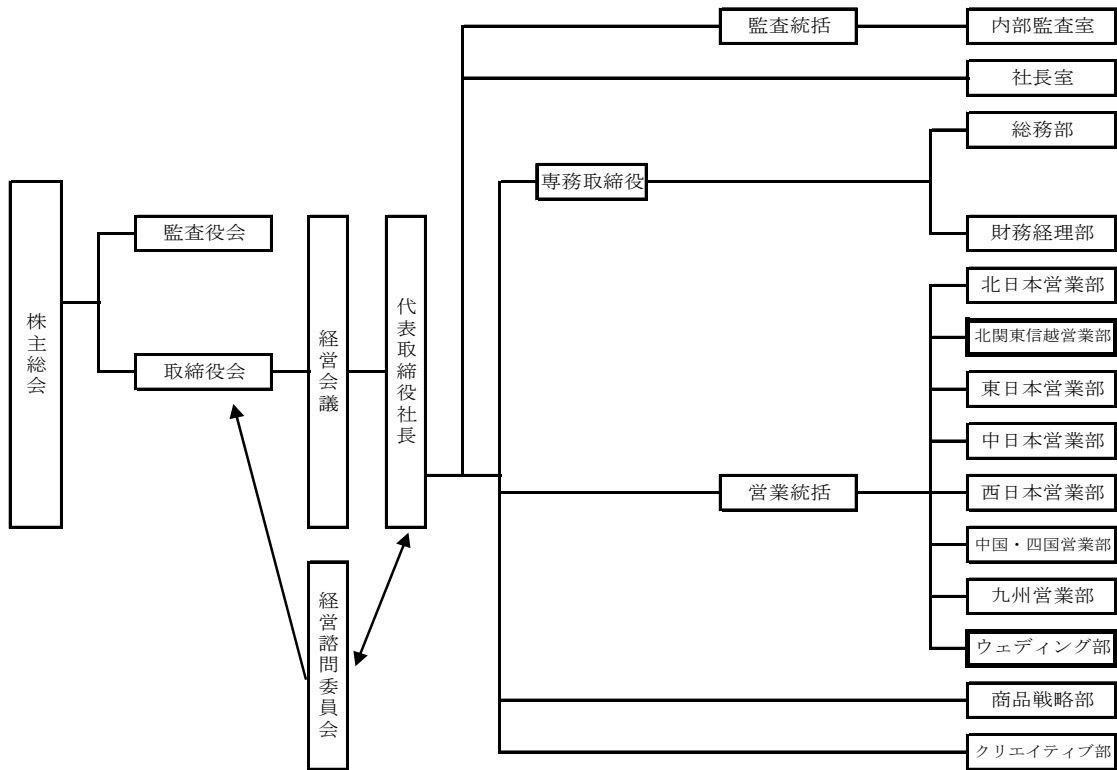 株主総会
監査役会
取締役会
経営会議
経営諮問委員会
代表取締役社長
監査統括
専務取締役
営業統括
内部監査室
社長室
総務部
財務経理部
北日本営業部
北関東信越営業部
東日本営業部
中日本営業部
西日本営業部
中国・四国営業部
九州営業部
ウェディング部
商品戦略部
クリエイティブ部